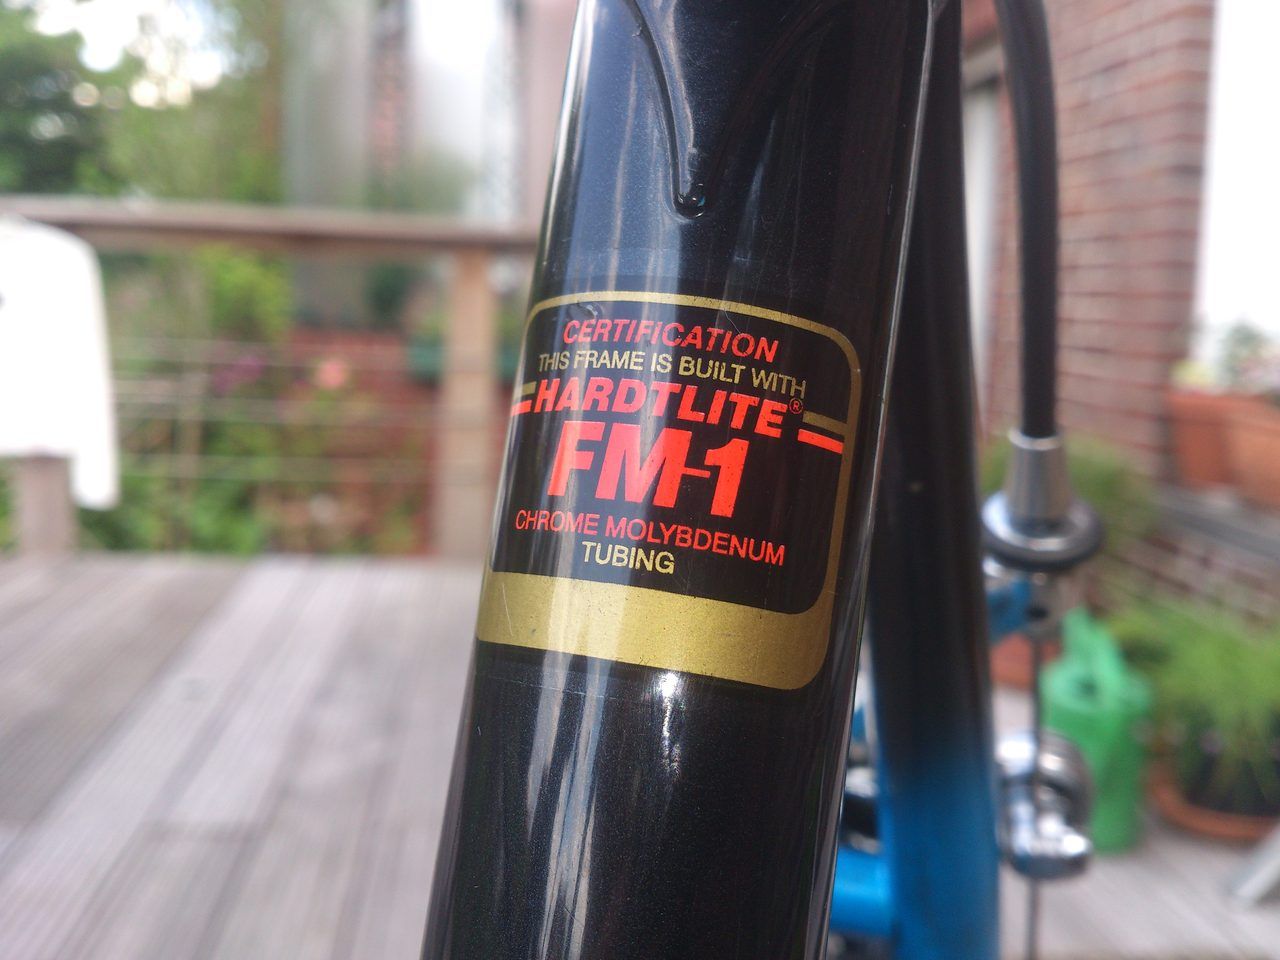 CERTIFICATION
THIS FRAME IS BUILT WITH
HARDTLITE®
FM-1
CHROME MOLYBDENUM
TUBING